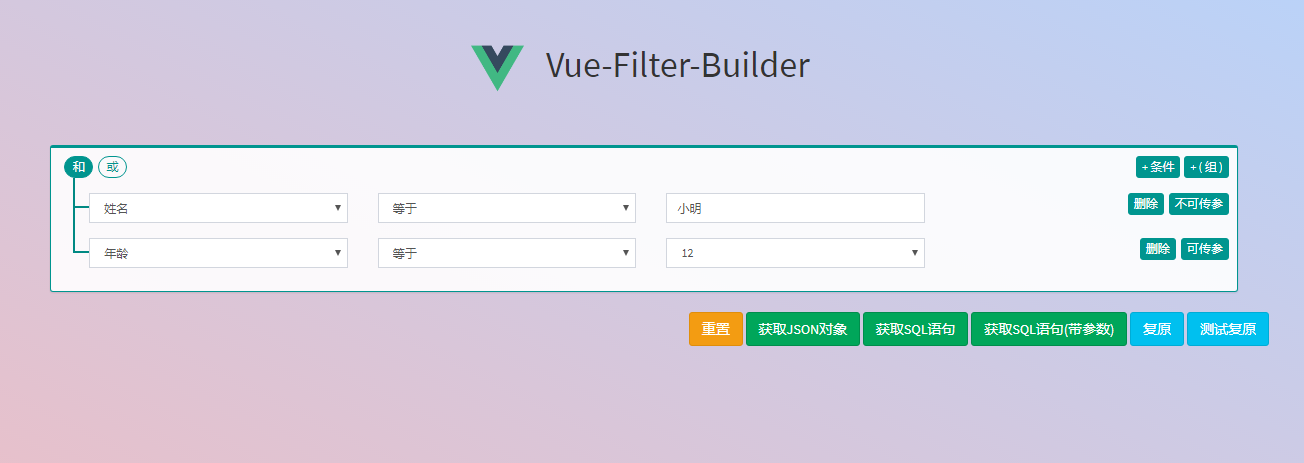 Vue-Filter-Builder
和 或 +条件 +(组)
姓名 等于 小明 删除 不可传参
年龄 等于 12 删除 可传参
重置 获取JSON对象 获取SQL语句 获取SQL语句(带参数) 复原 测试复原